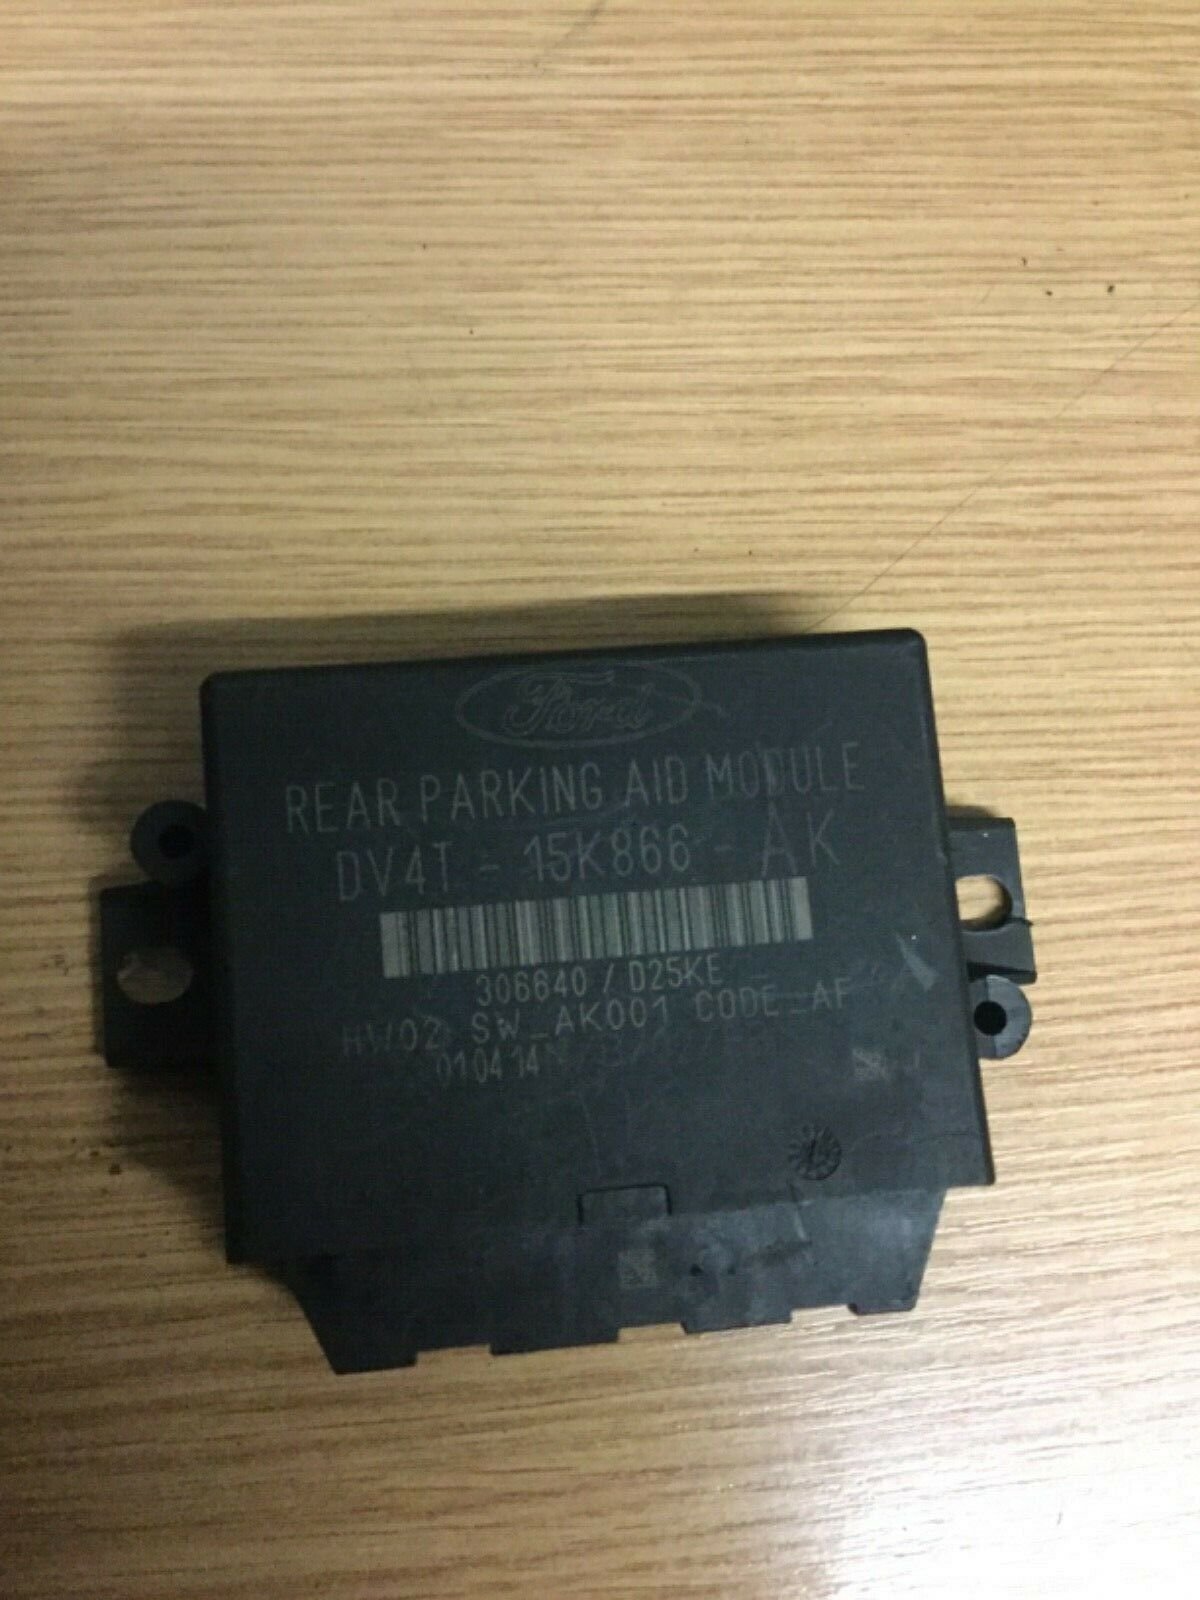 Ford
REAR PARKING AID MODULE
DV4T - 15K866 - AK
306640 / D25KE
HW02 SW_AK001 CODE_AF
010414